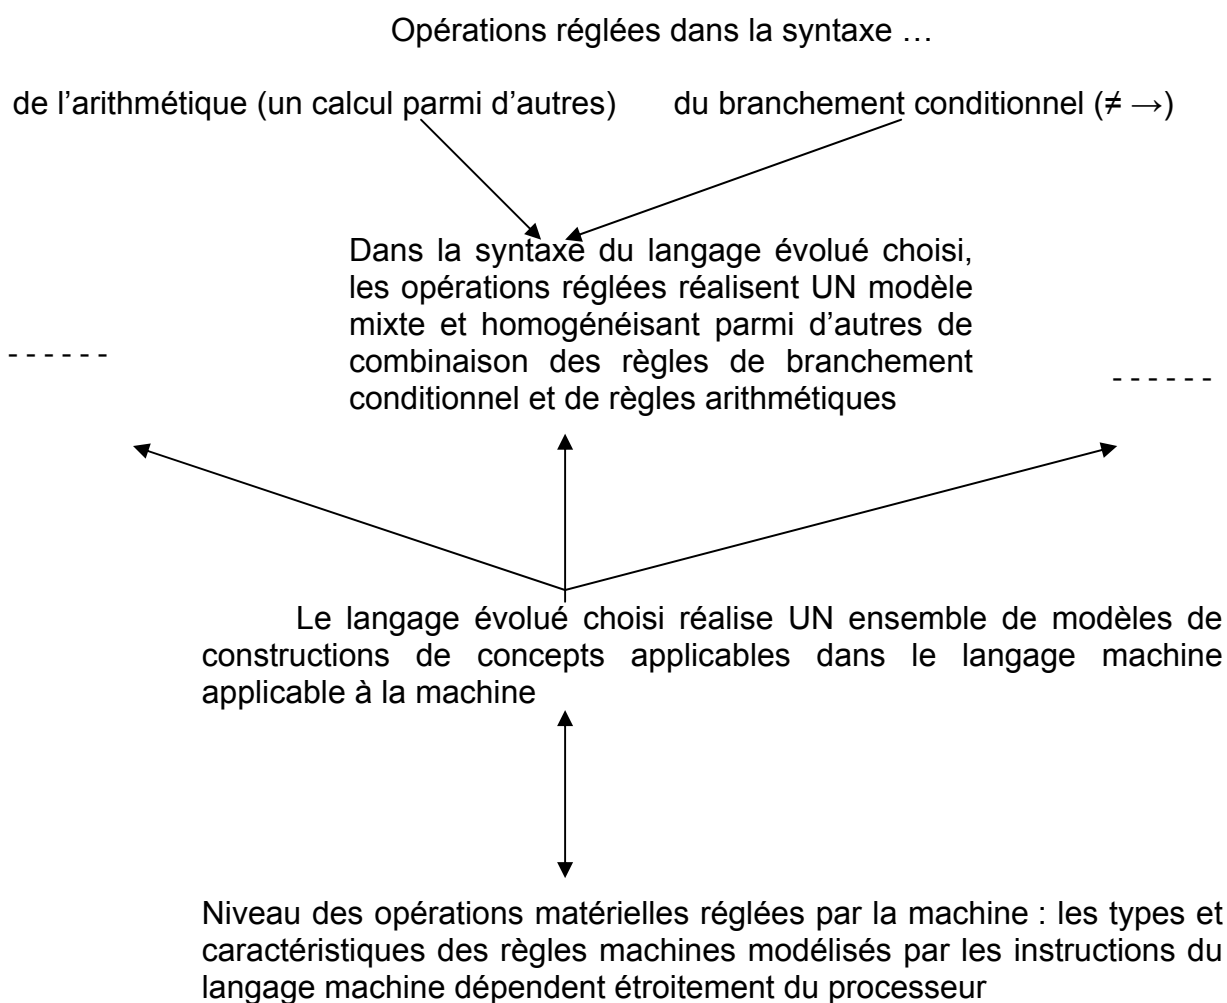 Opérations réglées dans la syntaxe …
de l’arithmétique (un calcul parmi d’autres) du branchement conditionnel (≠ →)
Dans la syntaxe du langage évolué choisi,
les opérations réglées réalisent UN modèle
mixte et homogénéisant parmi d’autres de
combinaison des règles de branchement
conditionnel et de règles arithmétiques
- - - - - -
- - - - - -
Le langage évolué choisi réalise UN ensemble de modèles de
constructions de concepts applicables dans le langage machine
applicable à la machine
Niveau des opérations matérielles réglées par la machine : les types et
caractéristiques des règles machines modélisés par les instructions du
langage machine dépendent étroitement du processeur